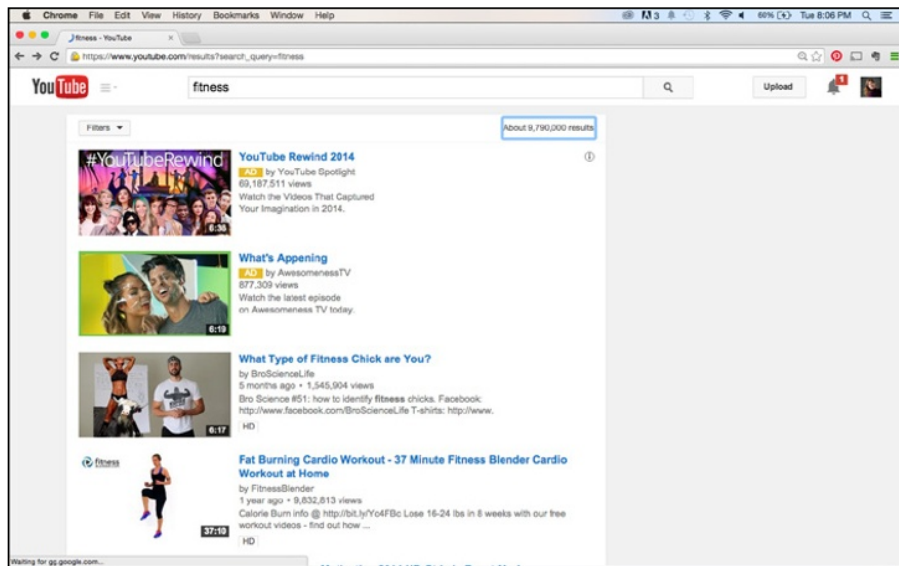 Chrome File Edit View History Bookmarks Window Help 3 60% Tue 8:06 PM
fitness - YouTube
https://www.youtube.com/results?search_query=fitness
YouTube fitness Upload 1
Filters About 9,790,000 results
#YouTubeRewind
6:36
YouTube Rewind 2014
AD by YouTube Spotlight
69,187,511 views
Watch the Videos That Captured
Your Imagination in 2014.
6:19
What's Appening
AD by AwesomenessTV
877,309 views
Watch the latest episode
on Awesomeness TV today.
6:17
What Type of Fitness Chick are You?
by BroScienceLife
5 months ago • 1,545,904 views
Bro Science #51: how to identify fitness chicks. Facebook:
http://www.facebook.com/BroScienceLife T-shirts: http://www.
HD
fitness
37:10
Fat Burning Cardio Workout - 37 Minute Fitness Blender Cardio
Workout at Home
by FitnessBlender
1 year ago • 9,832,813 views
Calorie Burn info @ http://bit.ly/Yc4FBc Lose 16-24 lbs in 8 weeks with our free
workout videos - find out how ...
HD
Waiting for gg.google.com...